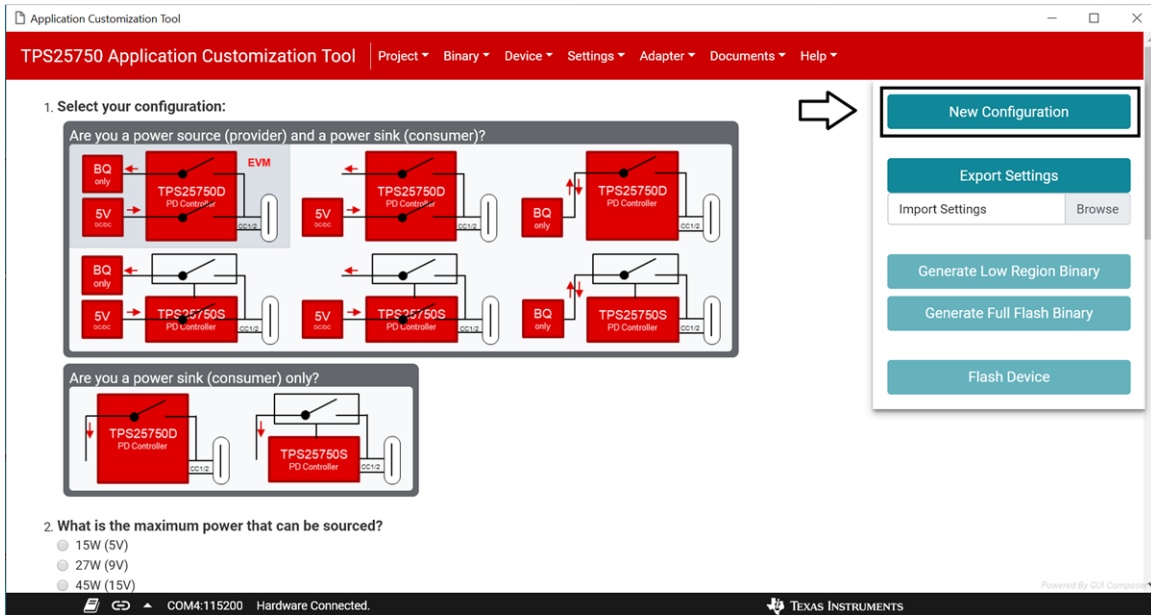 Application Customization Tool
TPS25750 Application Customization Tool
Project Binary Device Settings Adapter Documents Help
1. Select your configuration:
Are you a power source (provider) and a power sink (consumer)?
BQ only
5V DC/DC
TPS25750D PD Controller
EVM
CC1/2
5V DC/DC
TPS25750D PD Controller
CC1/2
BQ only
TPS25750D PD Controller
CC1/2
BQ only
5V DC/DC
TPS25750S PD Controller
CC1/2
5V DC/DC
TPS25750S PD Controller
CC1/2
BQ only
TPS25750S PD Controller
CC1/2
Are you a power sink (consumer) only?
TPS25750D PD Controller
CC1/2
TPS25750S PD Controller
CC1/2
2. What is the maximum power that can be sourced?
15W (5V)
27W (9V)
45W (15V)
New Configuration
Export Settings
Import Settings Browse
Generate Low Region Binary
Generate Full Flash Binary
Flash Device
Powered By GUI Composer
COM4:115200 Hardware Connected.
TEXAS INSTRUMENTS